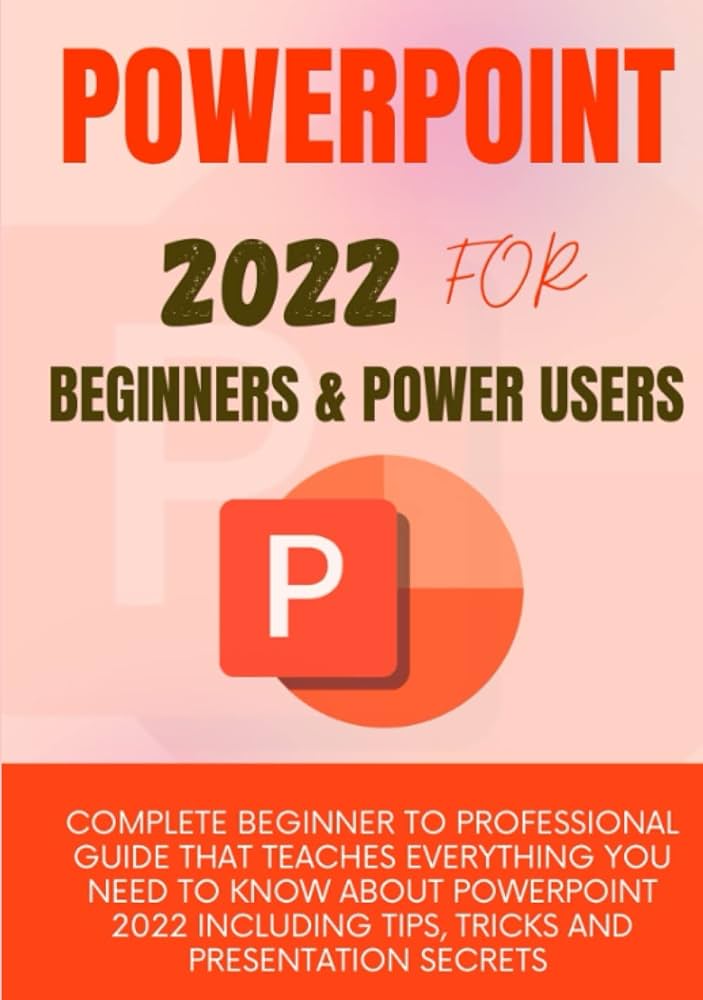 POWERPOINT
2022 FOR
BEGINNERS & POWER USERS
P
COMPLETE BEGINNER TO PROFESSIONAL
GUIDE THAT TEACHES EVERYTHING YOU
NEED TO KNOW ABOUT POWERPOINT
2022 INCLUDING TIPS, TRICKS AND
PRESENTATION SECRETS